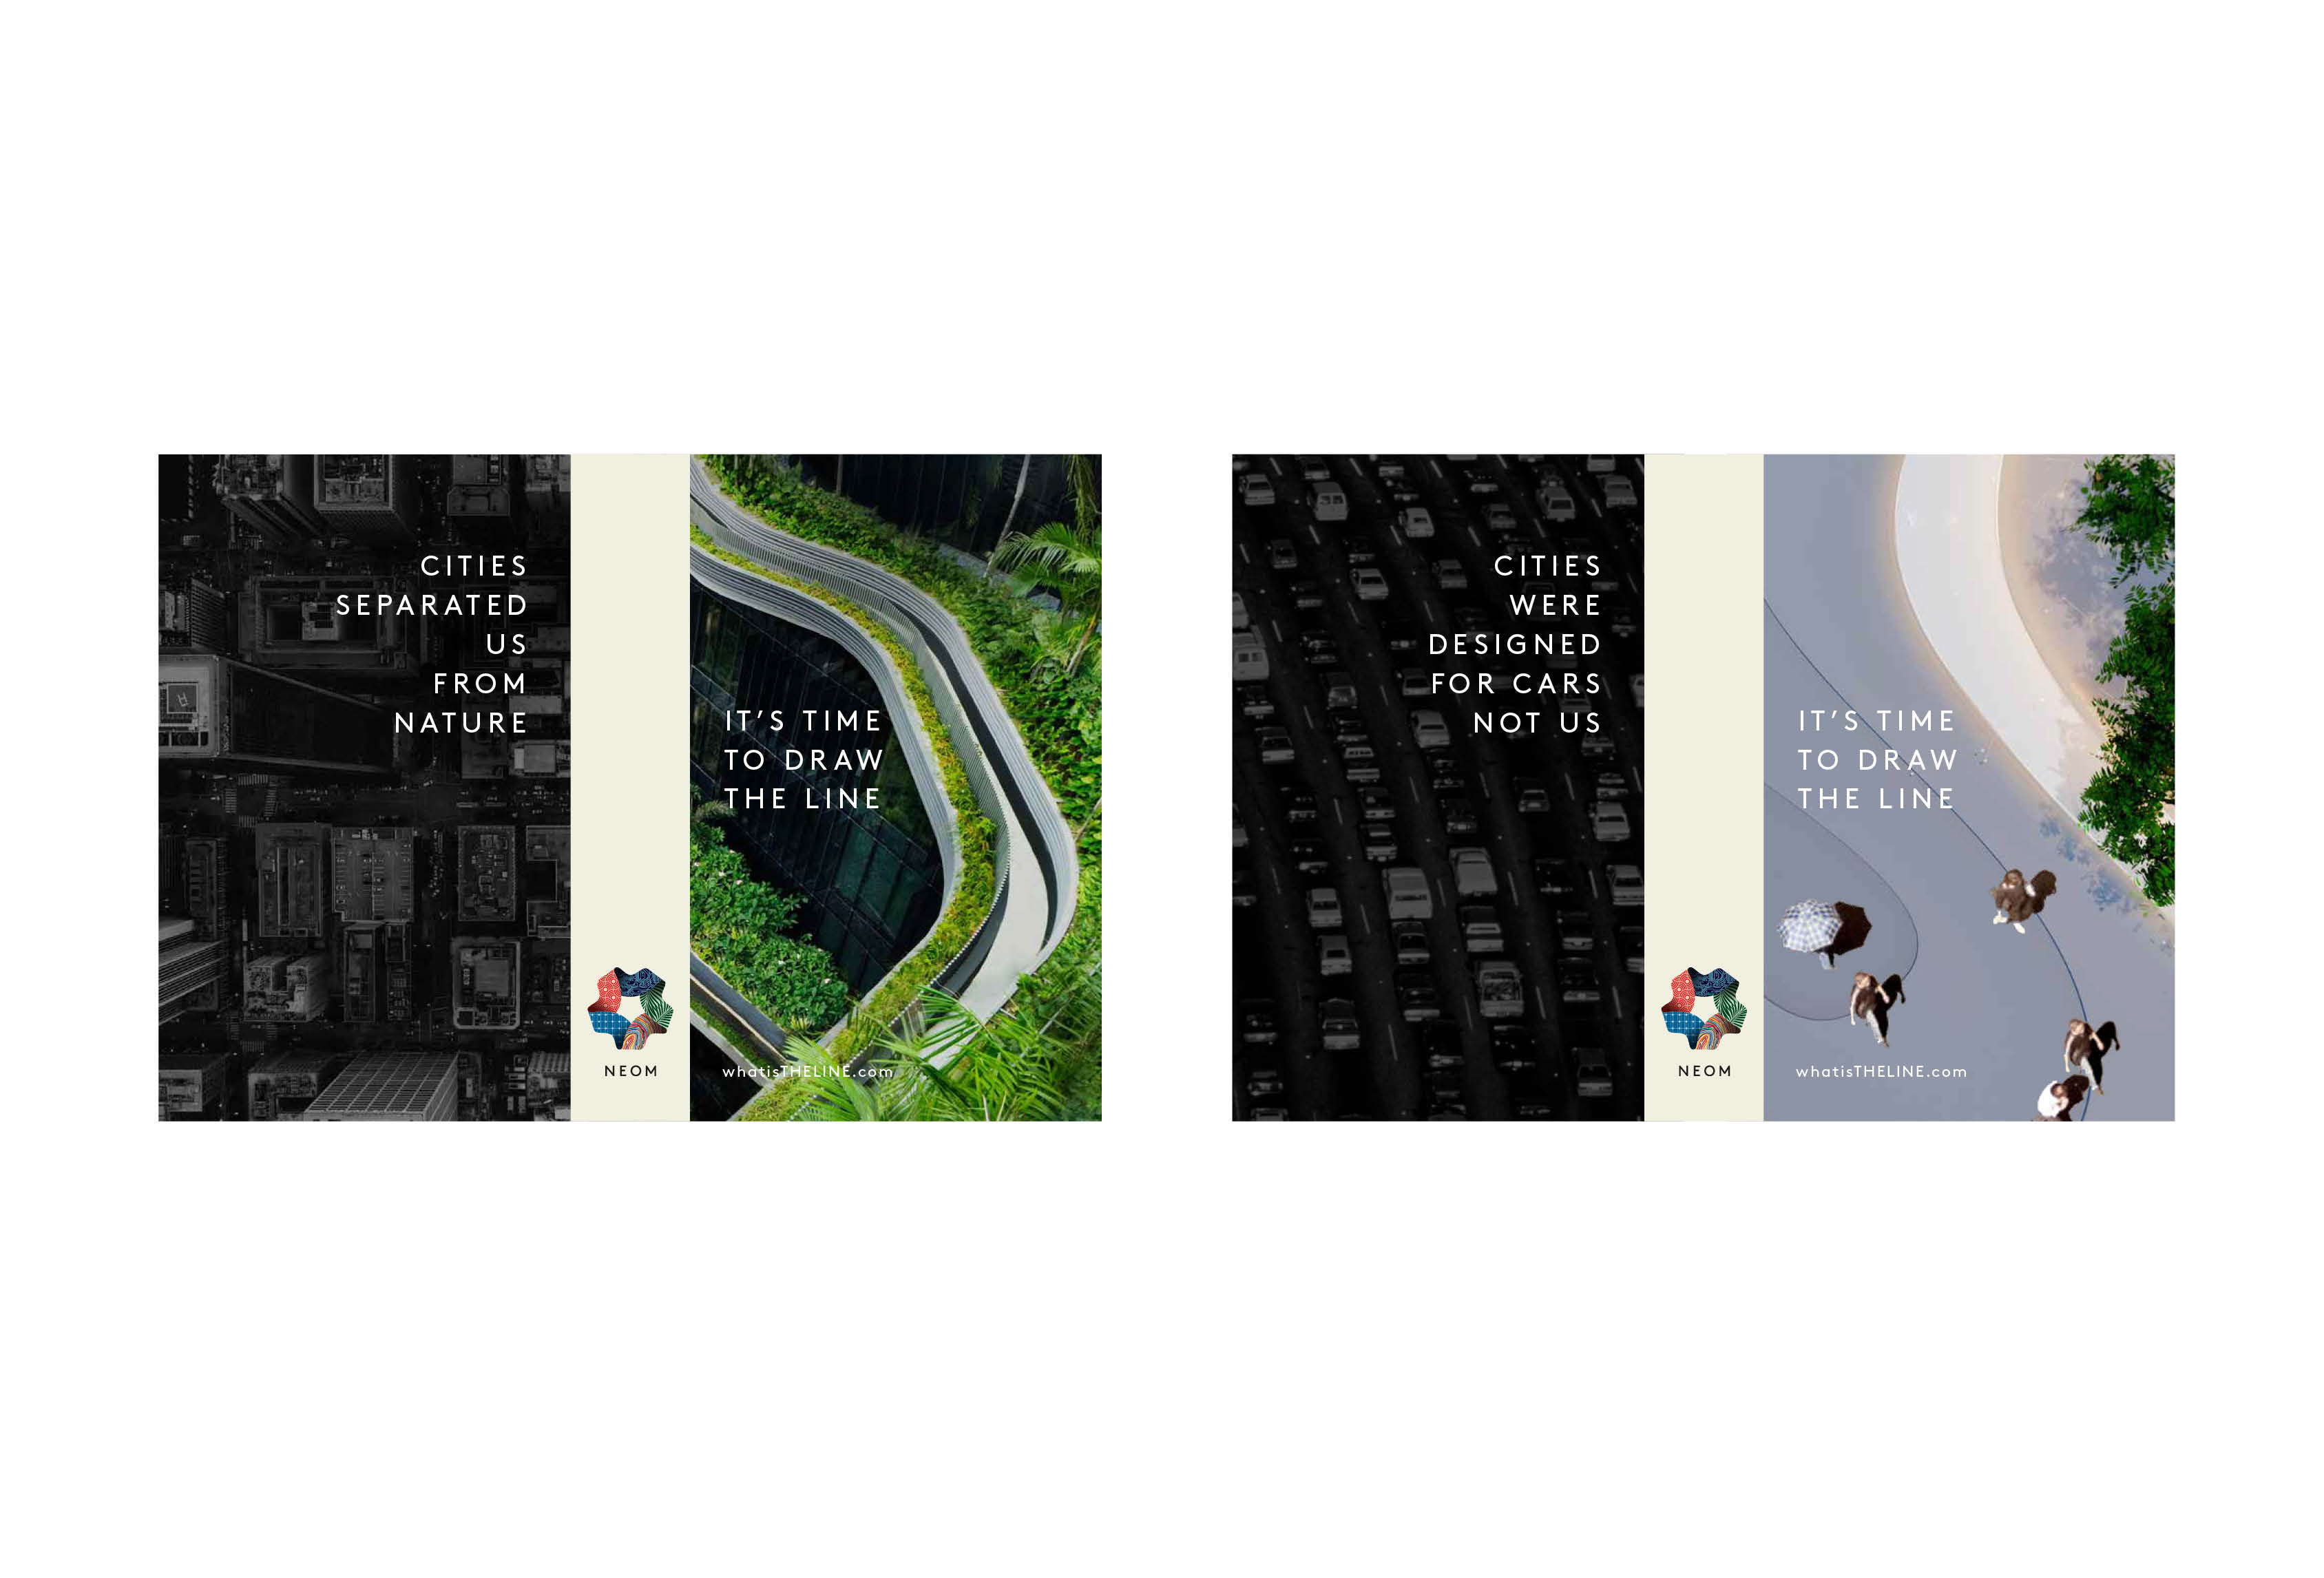 CITIES
SEPARATED
US
FROM
NATURE
IT’S TIME
TO DRAW
THE LINE
NEOM
whatisTHELINE.com
CITIES
WERE
DESIGNED
FOR CARS
NOT US
IT’S TIME
TO DRAW
THE LINE
NEOM
whatisTHELINE.com